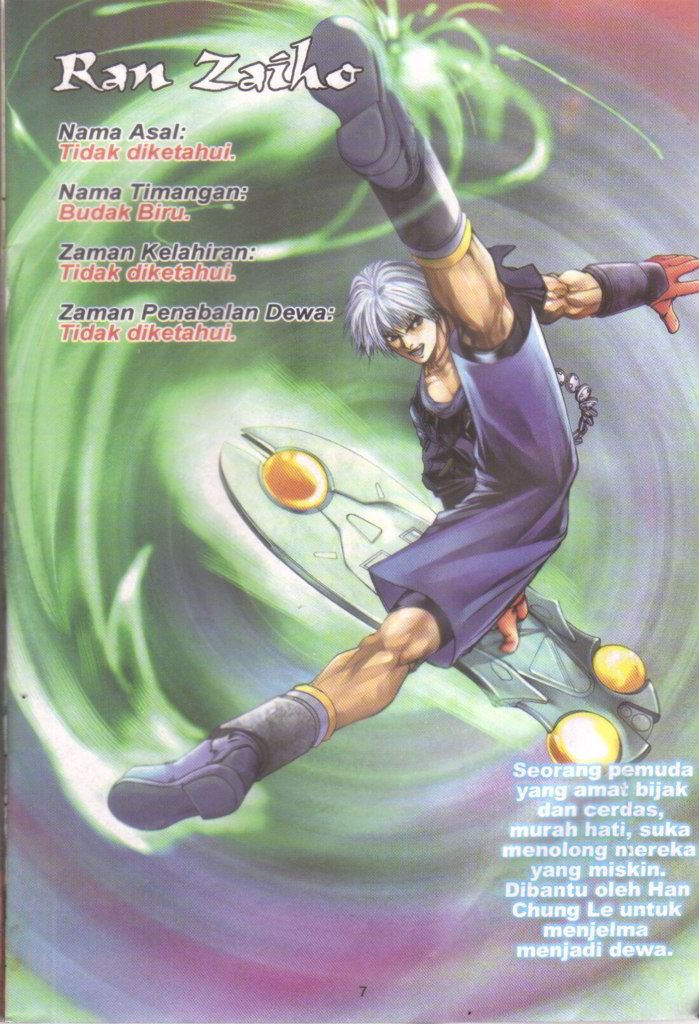 Ran Zaiho
Nama Asal:
Tidak diketahui.
Nama Timangan:
Budak Biru.
Zaman Kelahiran:
Tidak diketahui.
Zaman Penabalan Dewa:
Tidak diketahui.
Seorang pemuda
yang amat bijak
dan cerdas,
murah hati, suka
menolong mereka
yang miskin.
Dibantu oleh Han
Chung Le untuk
menjelma
menjadi dewa.
7